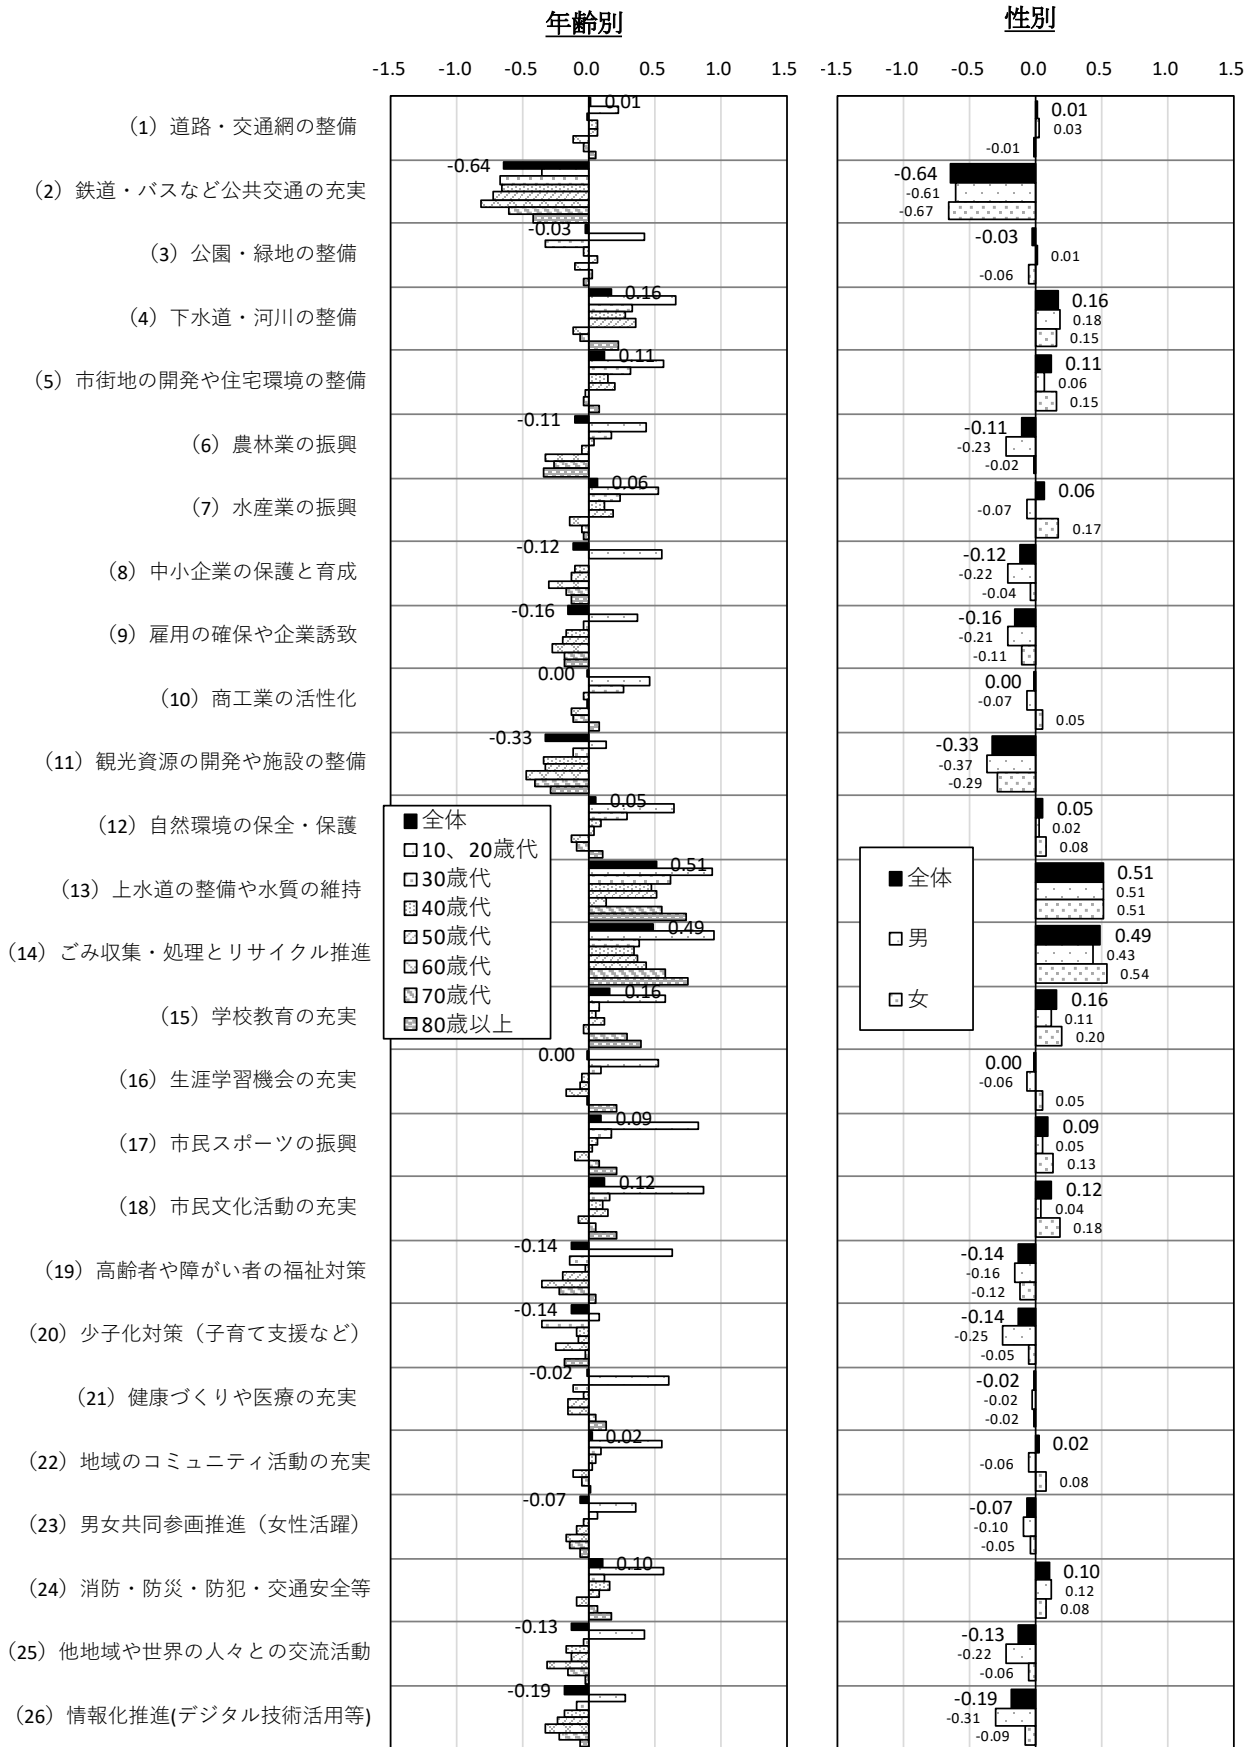 年齢別 性別
-1.5 -1.0 -0.5 0.0 0.5 1.0 1.5 -1.5 -1.0 -0.5 0.0 0.5 1.0 1.5
（1）道路・交通網の整備 0.01 0.01 0.03 -0.01
（2）鉄道・バスなど公共交通の充実 -0.64 -0.64 -0.61 -0.67
（3）公園・緑地の整備 -0.03 -0.03 0.01 -0.06
（4）下水道・河川の整備 0.16 0.16 0.18 0.15
（5）市街地の開発や住宅環境の整備 0.11 0.11 0.06 0.15
（6）農林業の振興 -0.11 -0.11 -0.23 -0.02
（7）水産業の振興 0.06 0.06 -0.07 0.17
（8）中小企業の保護と育成 -0.12 -0.12 -0.22 -0.04
（9）雇用の確保や企業誘致 -0.16 -0.16 -0.21 -0.11
（10）商工業の活性化 0.00 0.00 -0.07 0.05
（11）観光資源の開発や施設の整備 -0.33 -0.33 -0.37 -0.29
（12）自然環境の保全・保護 0.05 0.05 0.02 0.08
（13）上水道の整備や水質の維持 0.51 0.51 0.51 0.51
（14）ごみ収集・処理とリサイクル推進 0.49 0.49 0.43 0.54
（15）学校教育の充実 0.16 0.16 0.11 0.20
（16）生涯学習機会の充実 0.00 0.00 -0.06 0.05
（17）市民スポーツの振興 0.09 0.09 0.05 0.13
（18）市民文化活動の充実 0.12 0.12 0.04 0.18
（19）高齢者や障がい者の福祉対策 -0.14 -0.14 -0.16 -0.12
（20）少子化対策（子育て支援など） -0.14 -0.14 -0.25 -0.05
（21）健康づくりや医療の充実 -0.02 -0.02 -0.02 -0.02
（22）地域のコミュニティ活動の充実 0.02 0.02 -0.06 0.08
（23）男女共同参画推進（女性活躍） -0.07 -0.07 -0.10 -0.05
（24）消防・防災・防犯・交通安全等 0.10 0.10 0.12 0.08
（25）他地域や世界の人々との交流活動 -0.13 -0.13 -0.22 -0.06
（26）情報化推進(デジタル技術活用等) -0.19 -0.19 -0.31 -0.09
全体
10、20歳代
30歳代
40歳代
50歳代
60歳代
70歳代
80歳以上
全体
男
女